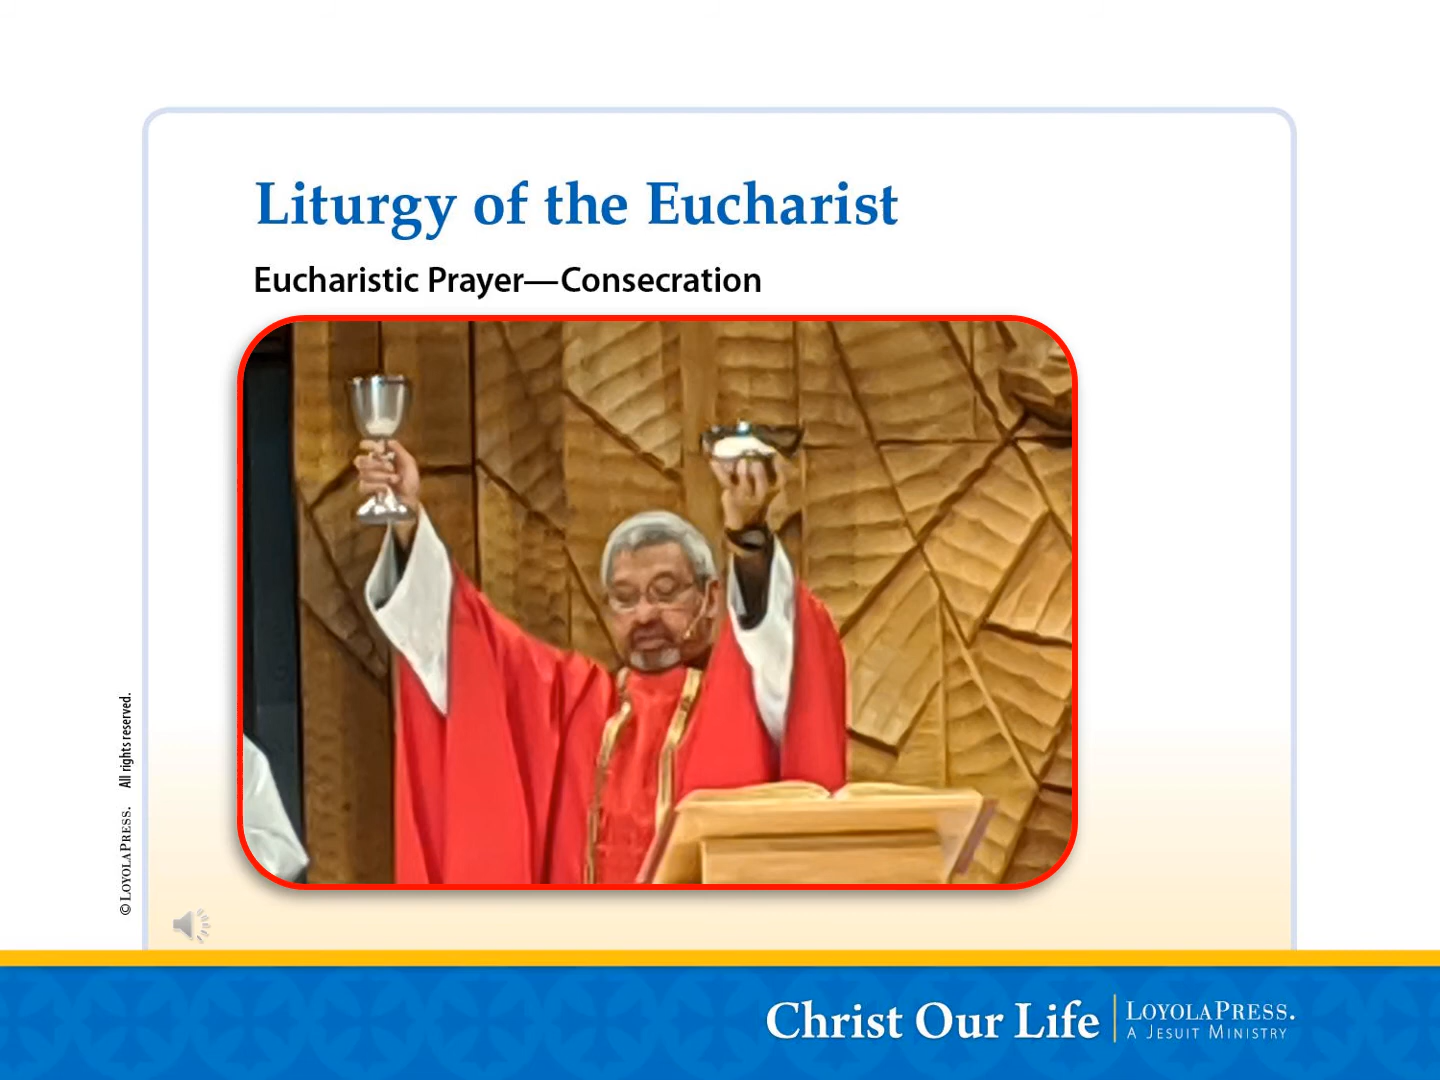 Liturgy of the Eucharist
Eucharistic Prayer—Consecration
© LOYOLAPRESS. All rights reserved.
Christ Our Life
LOYOLAPRESS.
A JESUIT MINISTRY